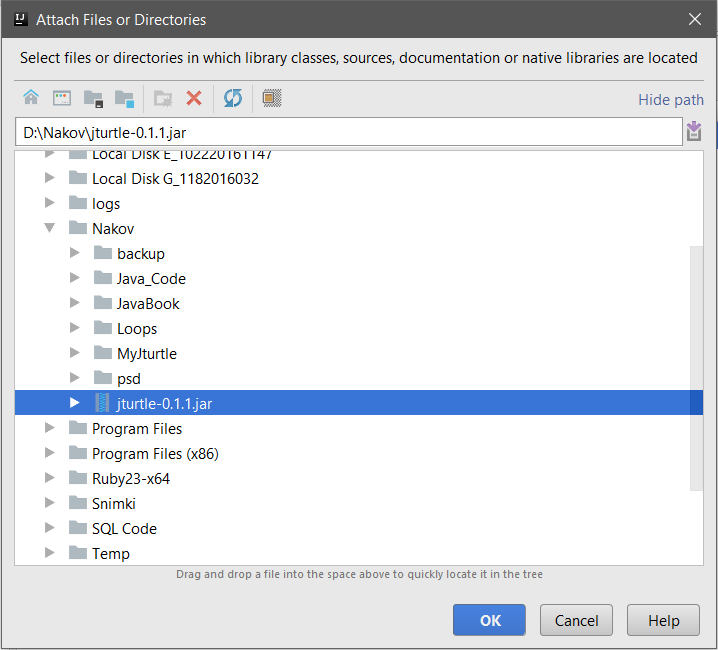 IJ Attach Files or Directories
Select files or directories in which library classes, sources, documentation or native libraries are located
Hide path
D:\Nakov\jturtle-0.1.1.jar
Local Disk E_102220161147
Local Disk G_1182016032
logs
Nakov
backup
Java_Code
JavaBook
Loops
MyJturtle
psd
jturtle-0.1.1.jar
Program Files
Program Files (x86)
Ruby23-x64
Snimki
SQL Code
Temp
Drag and drop a file into the space above to quickly locate it in the tree
OK Cancel Help